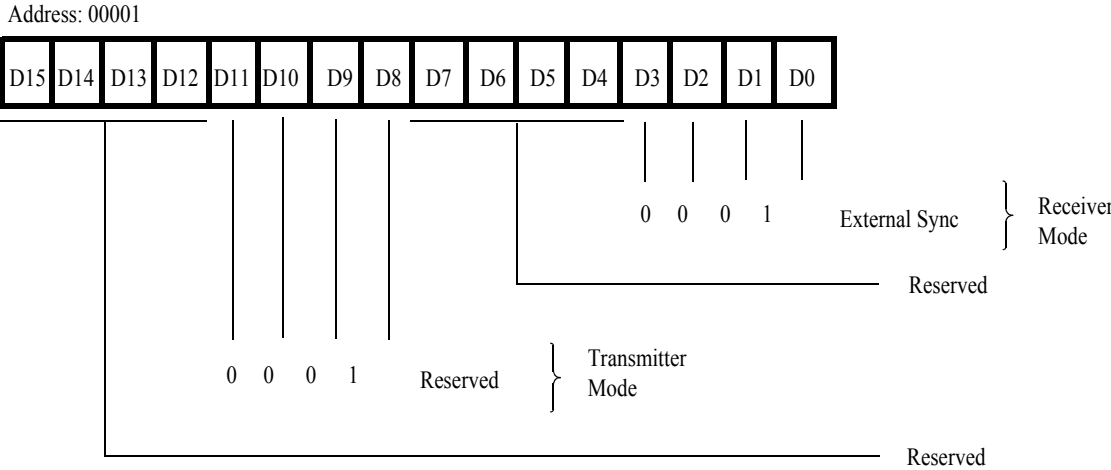 Address: 00001
D15 D14 D13 D12 D11 D10 D9 D8 D7 D6 D5 D4 D3 D2 D1 D0
0 0 0 1 External Sync
Receiver
Mode
Reserved
0 0 0 1 Reserved
Transmitter
Mode
Reserved